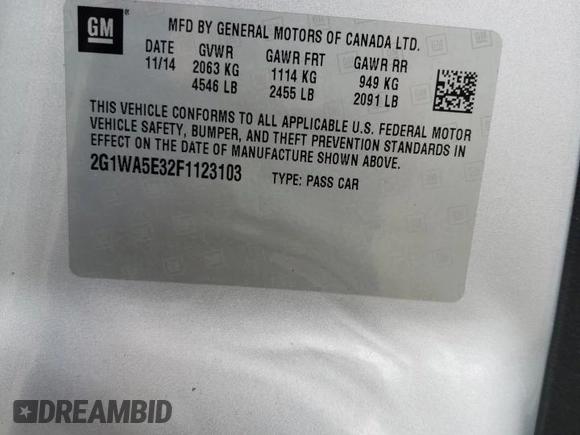 GM ®
MFD BY GENERAL MOTORS OF CANADA LTD.
DATE GVWR GAWR FRT GAWR RR
11/14 2063 KG 1114 KG 949 KG
4546 LB 2455 LB 2091 LB
THIS VEHICLE CONFORMS TO ALL APPLICABLE U.S. FEDERAL MOTOR
VEHICLE SAFETY, BUMPER, AND THEFT PREVENTION STANDARDS IN
EFFECT ON THE DATE OF MANUFACTURE SHOWN ABOVE.
2G1WA5E32F1123103 TYPE: PASS CAR
DREAMBID